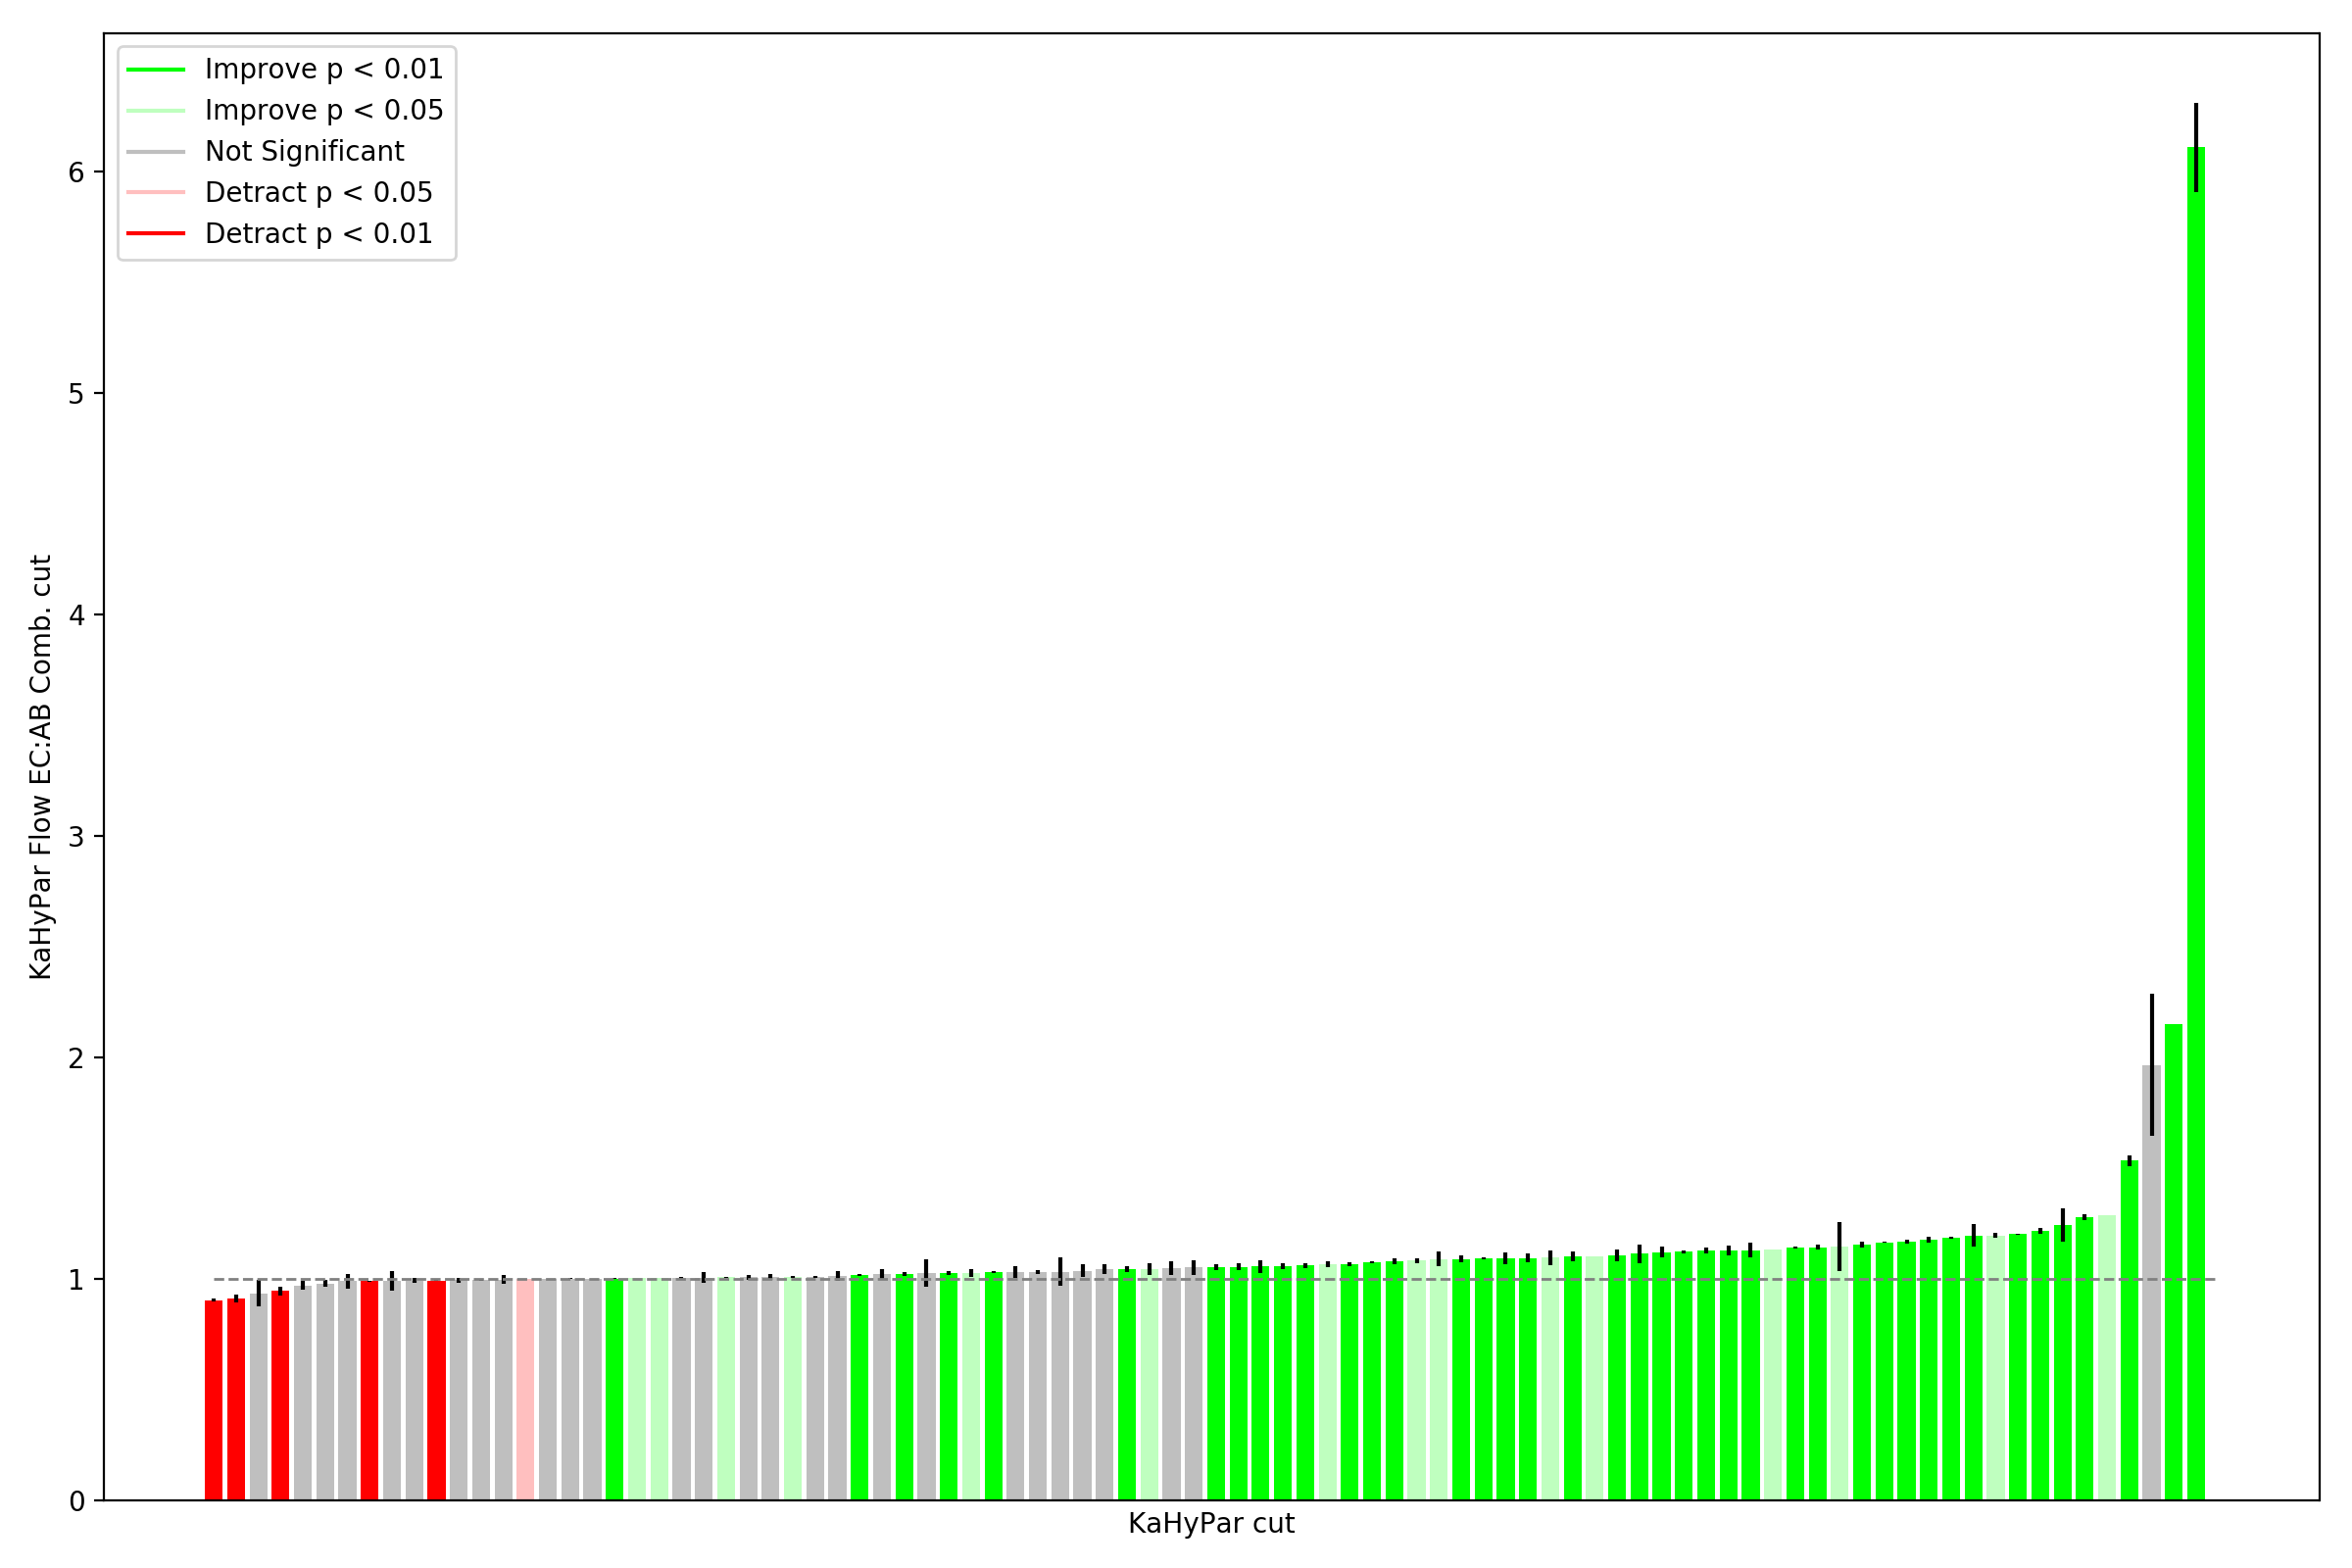 Improve p < 0.01
Improve p < 0.05
Not Significant
Detract p < 0.05
Detract p < 0.01
6
5
4
3
2
1
0
KaHyPar Flow EC:AB Comb. cut
KaHyPar cut